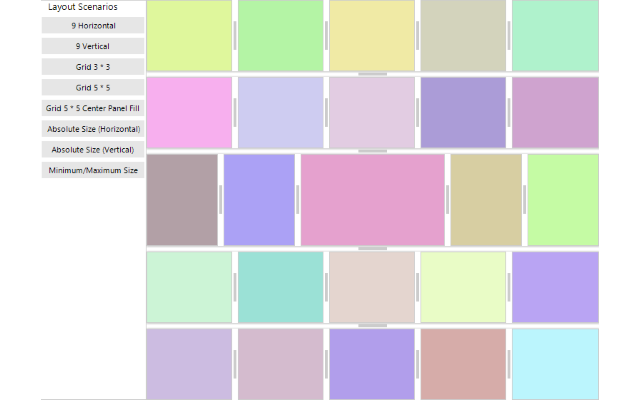 Layout Scenarios
9 Horizontal
9 Vertical
Grid 3 * 3
Grid 5 * 5
Grid 5 * 5 Center Panel Fill
Absolute Size (Horizontal)
Absolute Size (Vertical)
Minimum/Maximum Size